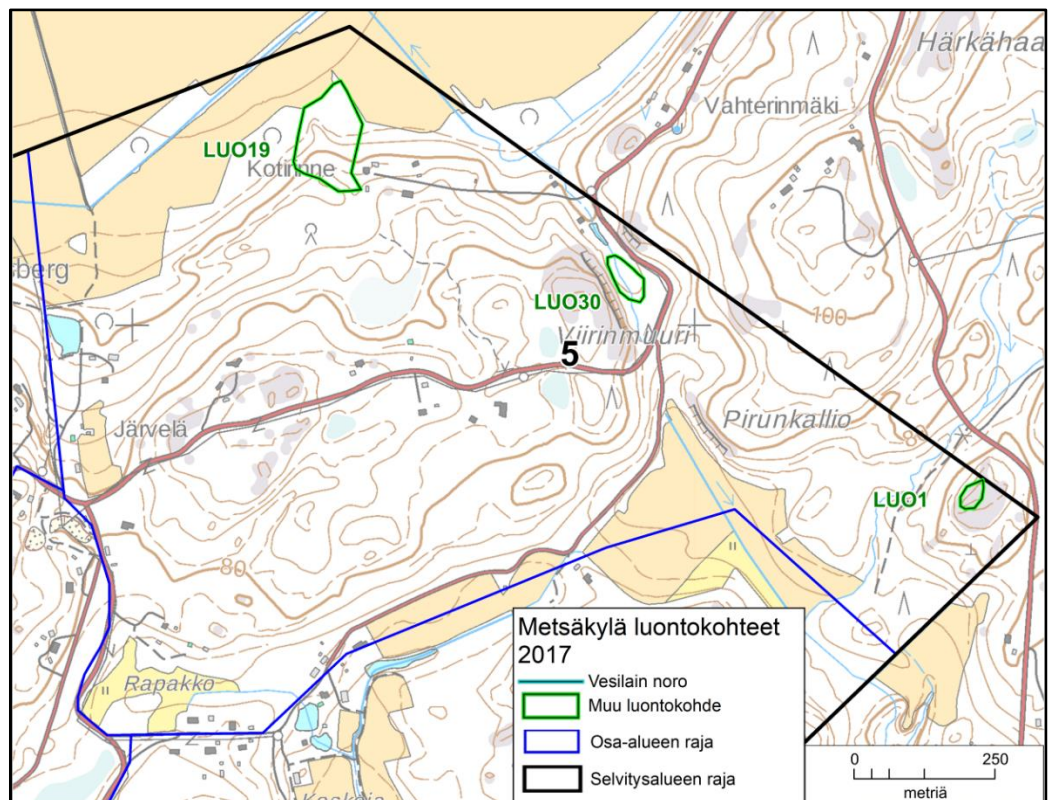 Härkähaa
Vahterinmäki
LUO19
Kotirinne
sberg
LUO30
Viirinmuuri
5
100
Pirunkallio
Järvelä
80
LUO1
80
Rapakko
Metsäkylä luontokohteet
2017
Vesilain noro
Muu luontokohde
Osa-alueen raja
Selvitysalueen raja
0
250
metriä